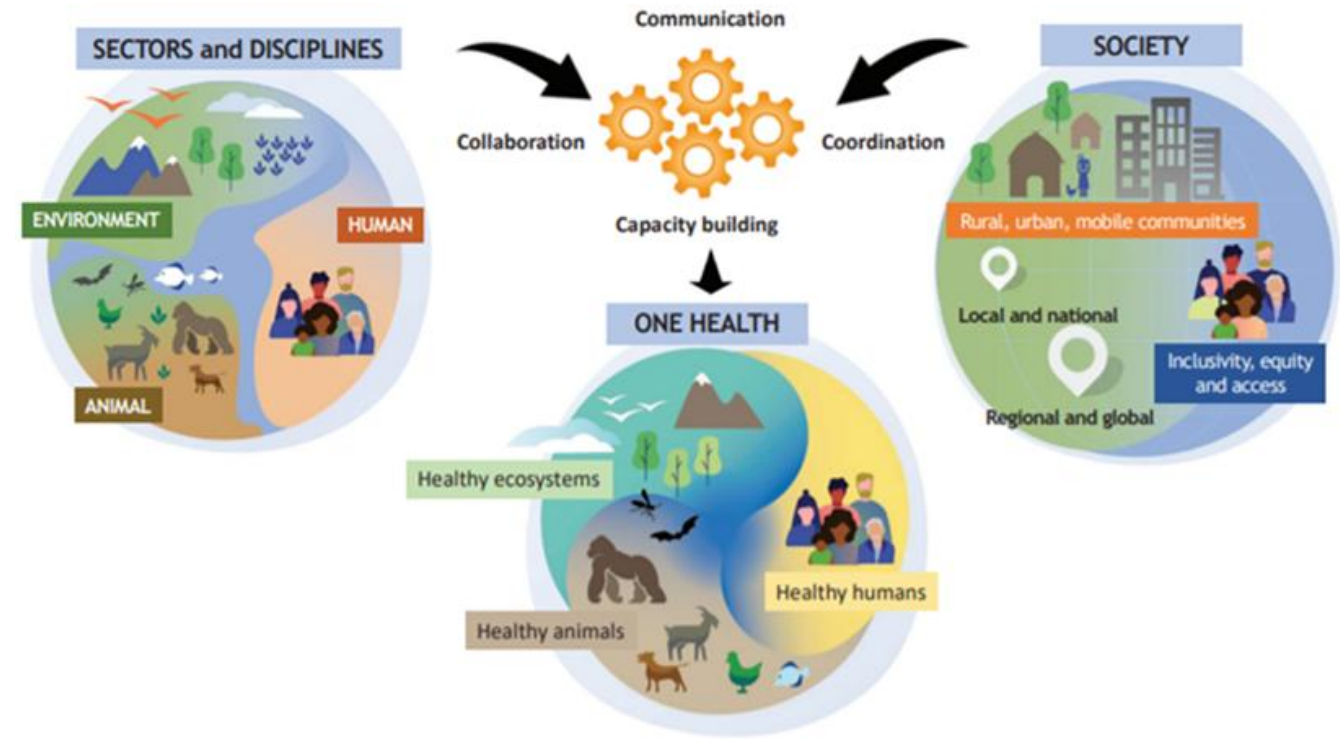 SECTORS and DISCIPLINES
ENVIRONMENT
HUMAN
ANIMAL
Communication
Collaboration
Coordination
Capacity building
SOCIETY
Rural, urban, mobile communities
Local and national
Inclusivity, equity
and access
Regional and global
ONE HEALTH
Healthy ecosystems
Healthy humans
Healthy animals